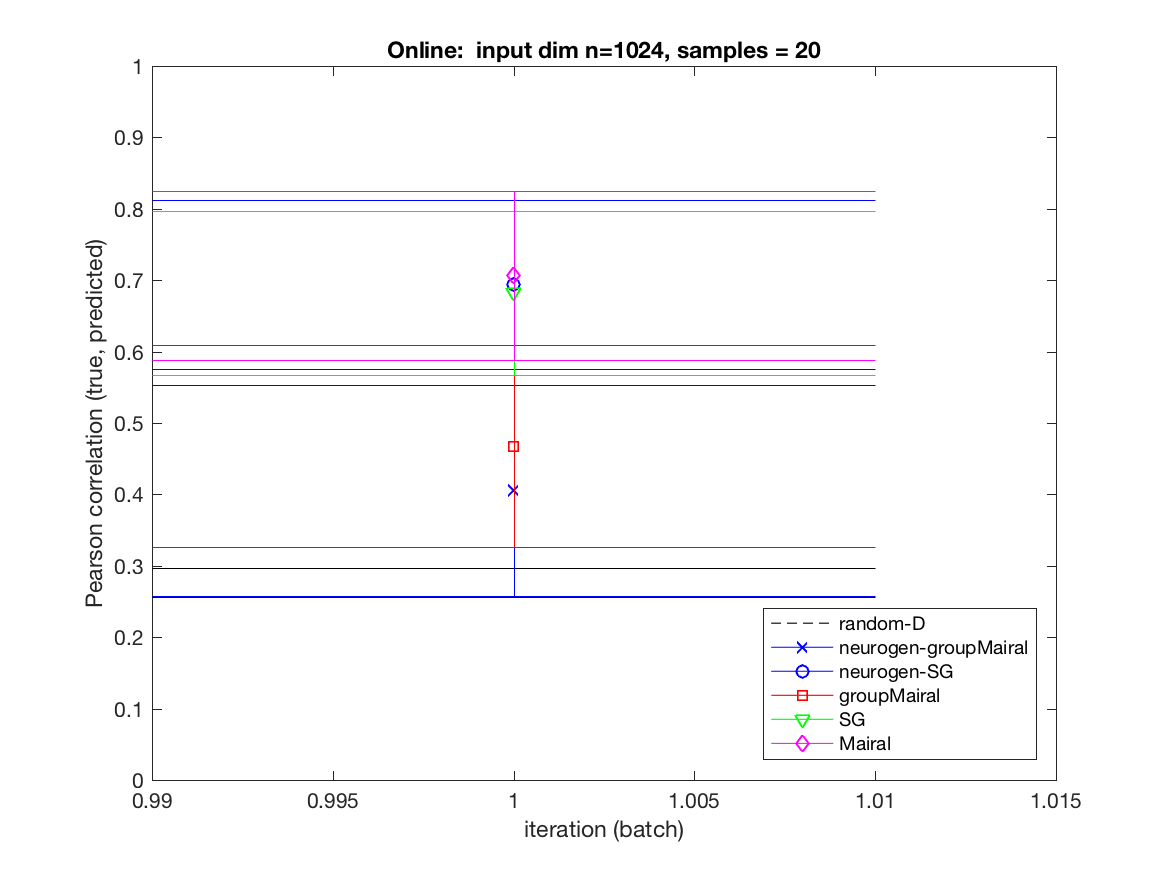 Online: input dim n=1024, samples = 20
Pearson correlation (true, predicted)
1
0.9
0.8
0.7
0.6
0.5
0.4
0.3
0.2
0.1
0
0.99
0.995
1
1.005
1.01
1.015
iteration (batch)
random-D
neurogen-groupMairal
neurogen-SG
groupMairal
SG
Mairal